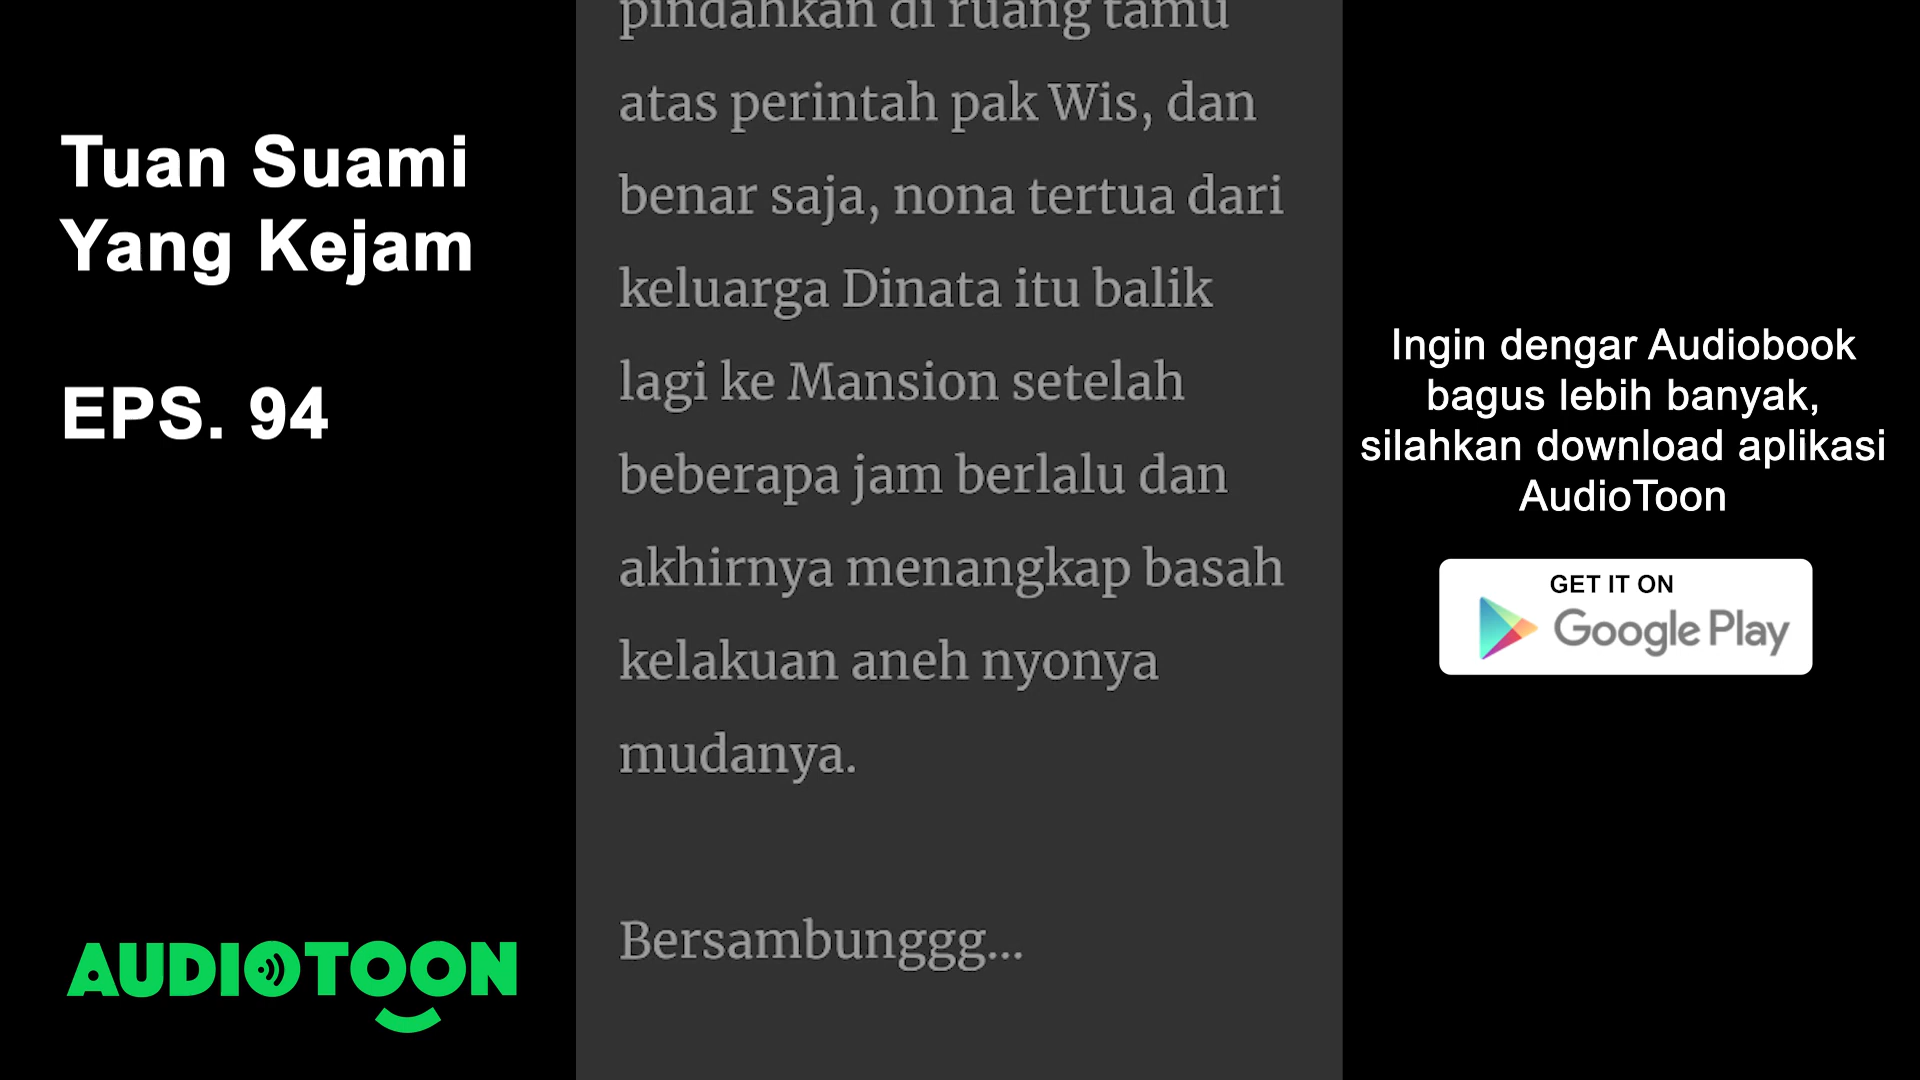 Tuan Suami
Yang Kejam
EPS. 94
AUDIOTOON
pindahkan di ruang tamu
atas perintah pak Wis, dan
benar saja, nona tertua dari
keluarga Dinata itu balik
lagi ke Mansion setelah
beberapa jam berlalu dan
akhirnya menangkap basah
kelakuan aneh nyonya
mudanya.
Bersambunggg...
Ingin dengar Audiobook
bagus lebih banyak,
silahkan download aplikasi
AudioToon
GET IT ON
Google Play